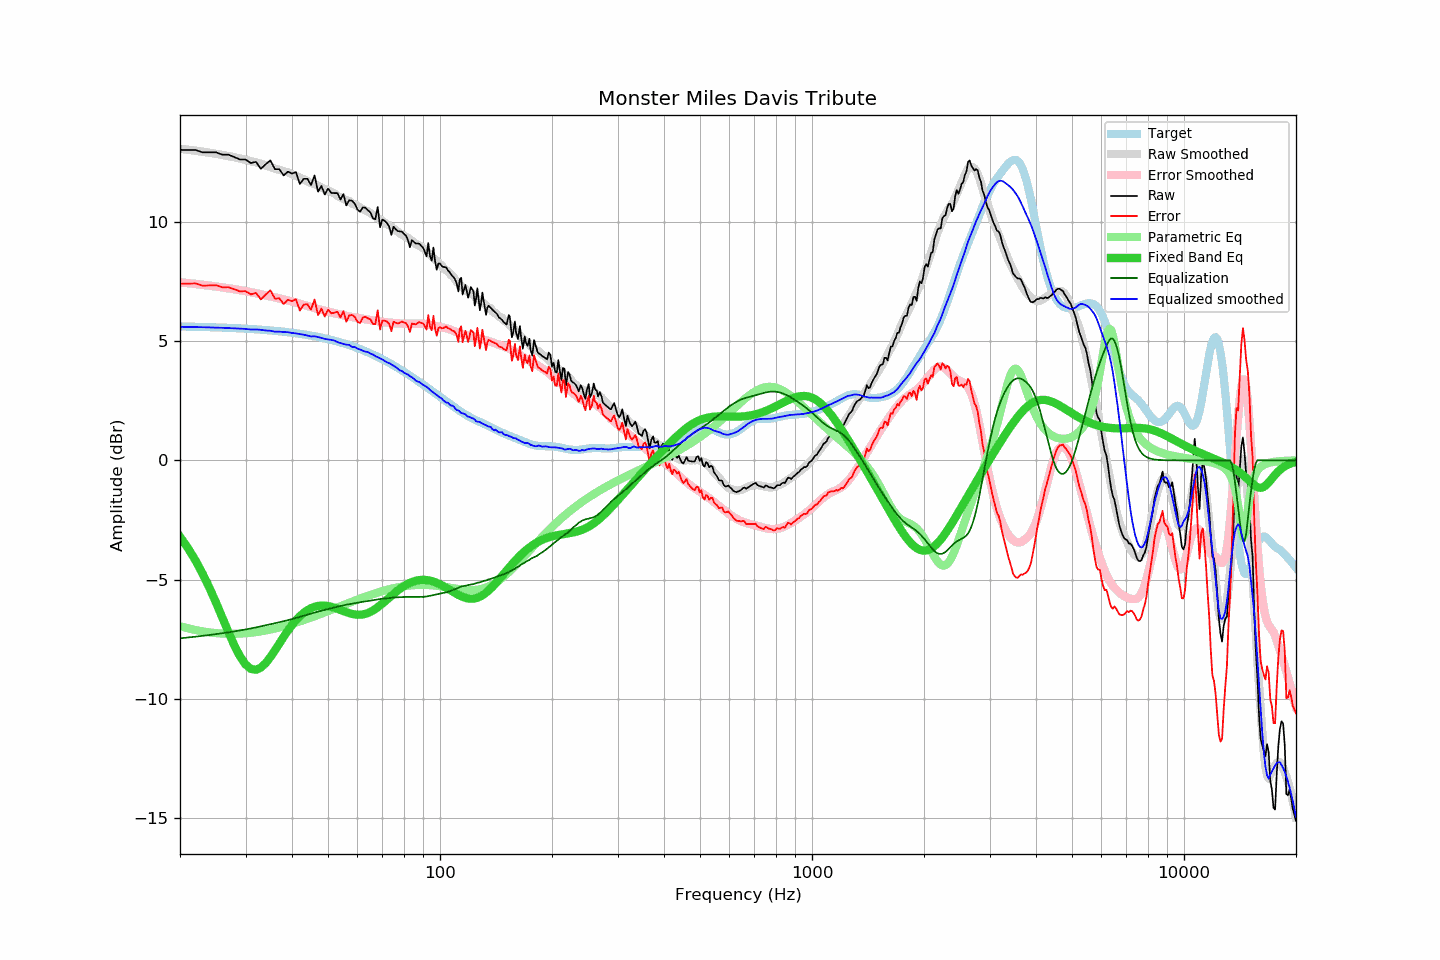 Monster Miles Davis Tribute
Target
Raw Smoothed
Error Smoothed
Raw
Error
Parametric Eq
Fixed Band Eq
Equalization
Equalized smoothed
Amplitude (dBr)
10
5
0
−5
−10
−15
100 1000 10000
Frequency (Hz)